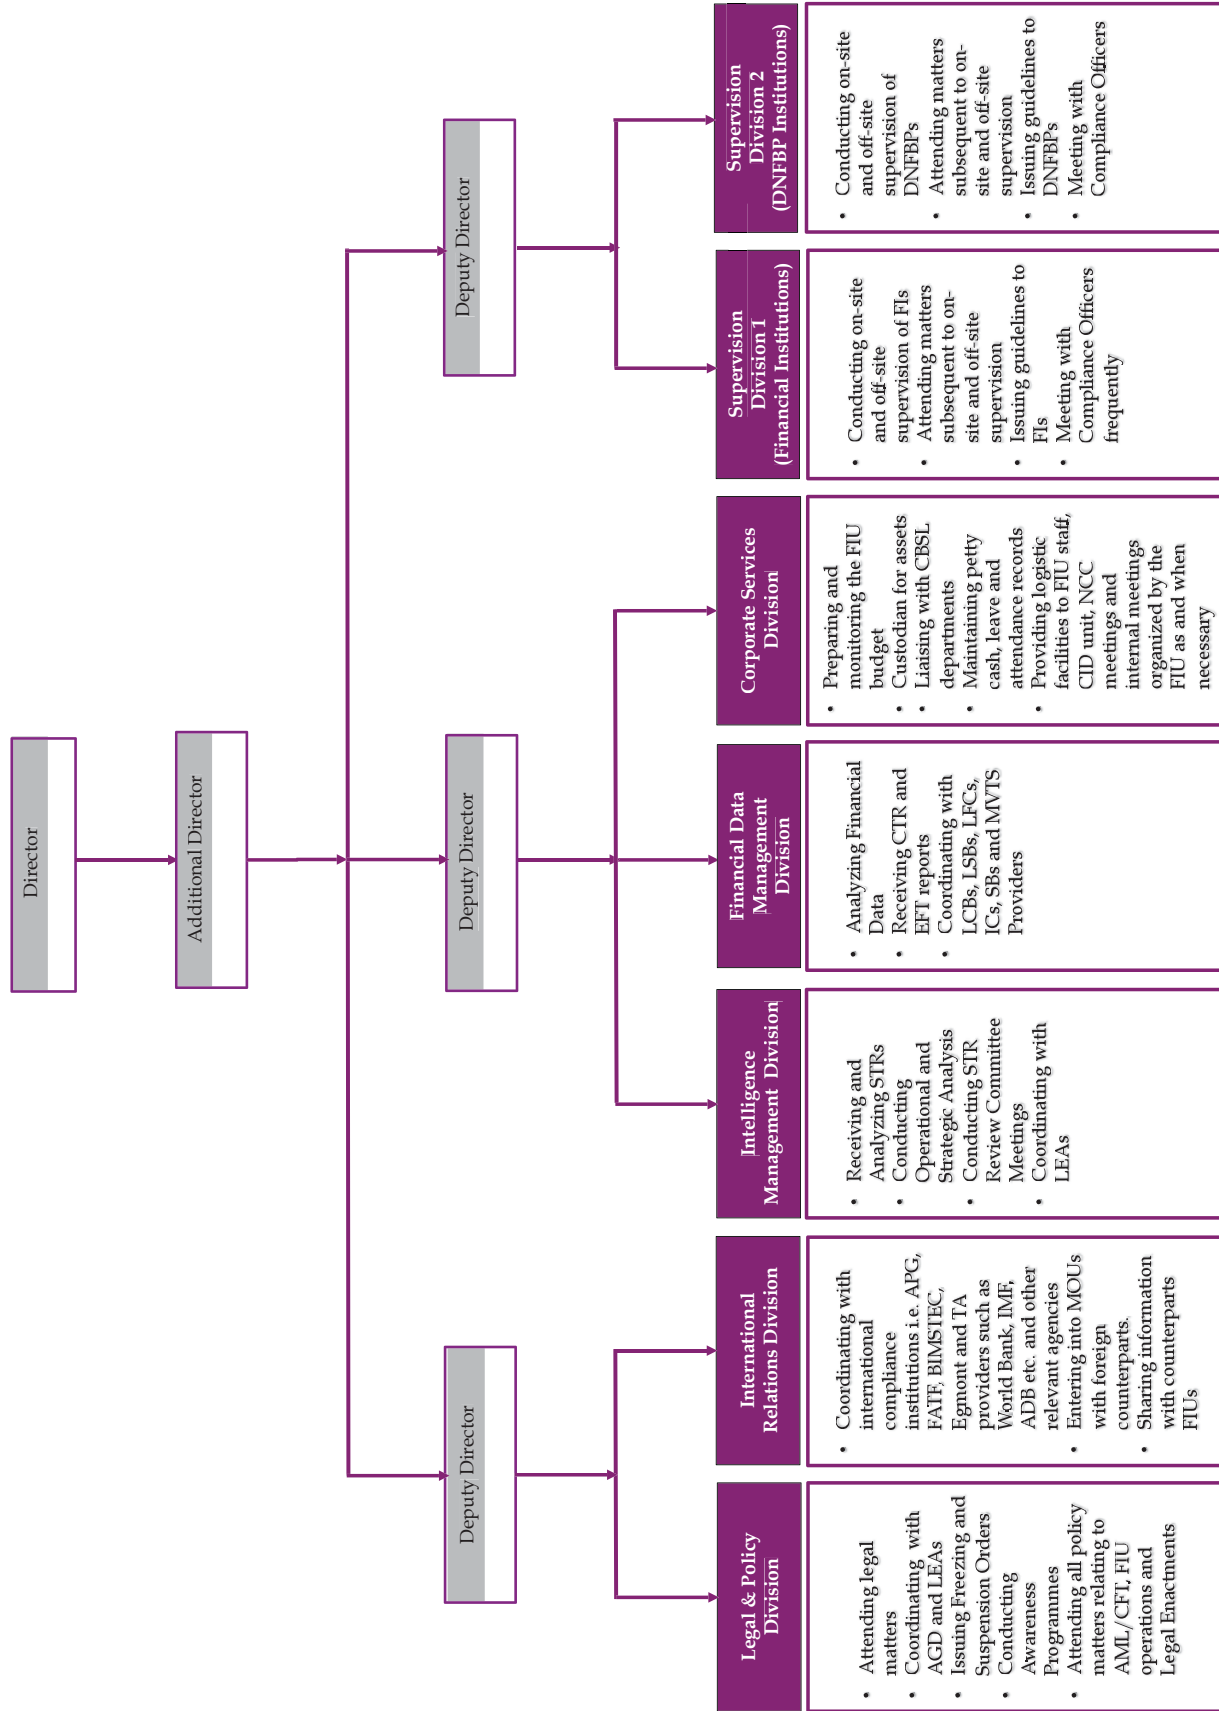 Director
Additional Director
Deputy Director
Deputy Director
Deputy Director
Legal & Policy
Division
• Attending legal
matters
• Coordinating with
AGD and LEAs
• Issuing Freezing and
Suspension Orders
• Conducting
Awareness
Programmes
• Attending all policy
matters relating to
AML/CFT, FIU
operations and
Legal Enactments
International
Relations Division
• Coordinating with
international
compliance
institutions i.e. APG,
FATF, BIMSTEC,
Egmont and TA
providers such as
World Bank, IMF,
ADB etc. and other
relevant agencies
• Entering into MOUs
with foreign
counterparts.
• Sharing information
with counterparts
FIUs
Intelligence
Management Division
• Receiving and
Analyzing STRs
• Conducting
Operational and
Strategic Analysis
• Conducting STR
Review Committee
Meetings
• Coordinating with
LEAs
Financial Data
Management
Division
• Analyzing Financial
Data
• Receiving CTR and
EFT reports
• Coordinating with
LCBs, LSBs, LFCs,
ICs, SBs and MVTS
Providers
Corporate Services
Division
• Preparing and
monitoring the FIU
budget
• Custodian for assets
• Liaising with CBSL
departments
• Maintaining petty
cash, leave and
attendance records
• Providing logistic
facilities to FIU staff,
CID unit, NCC
meetings and
internal meetings
organized by the
FIU as and when
necessary
Supervision
Division 1
(Financial Institutions)
• Conducting on-site
and off-site
supervision of FIs
• Attending matters
subsequent to on-
site and off-site
supervision
• Issuing guidelines to
FIs
• Meeting with
Compliance Officers
frequently
Supervision
Division 2
(DNFBP Institutions)
• Conducting on-site
and off-site
supervision of
DNFBPs
• Attending matters
subsequent to on-
site and off-site
supervision
• Issuing guidelines to
DNFBPs
• Meeting with
Compliance Officers